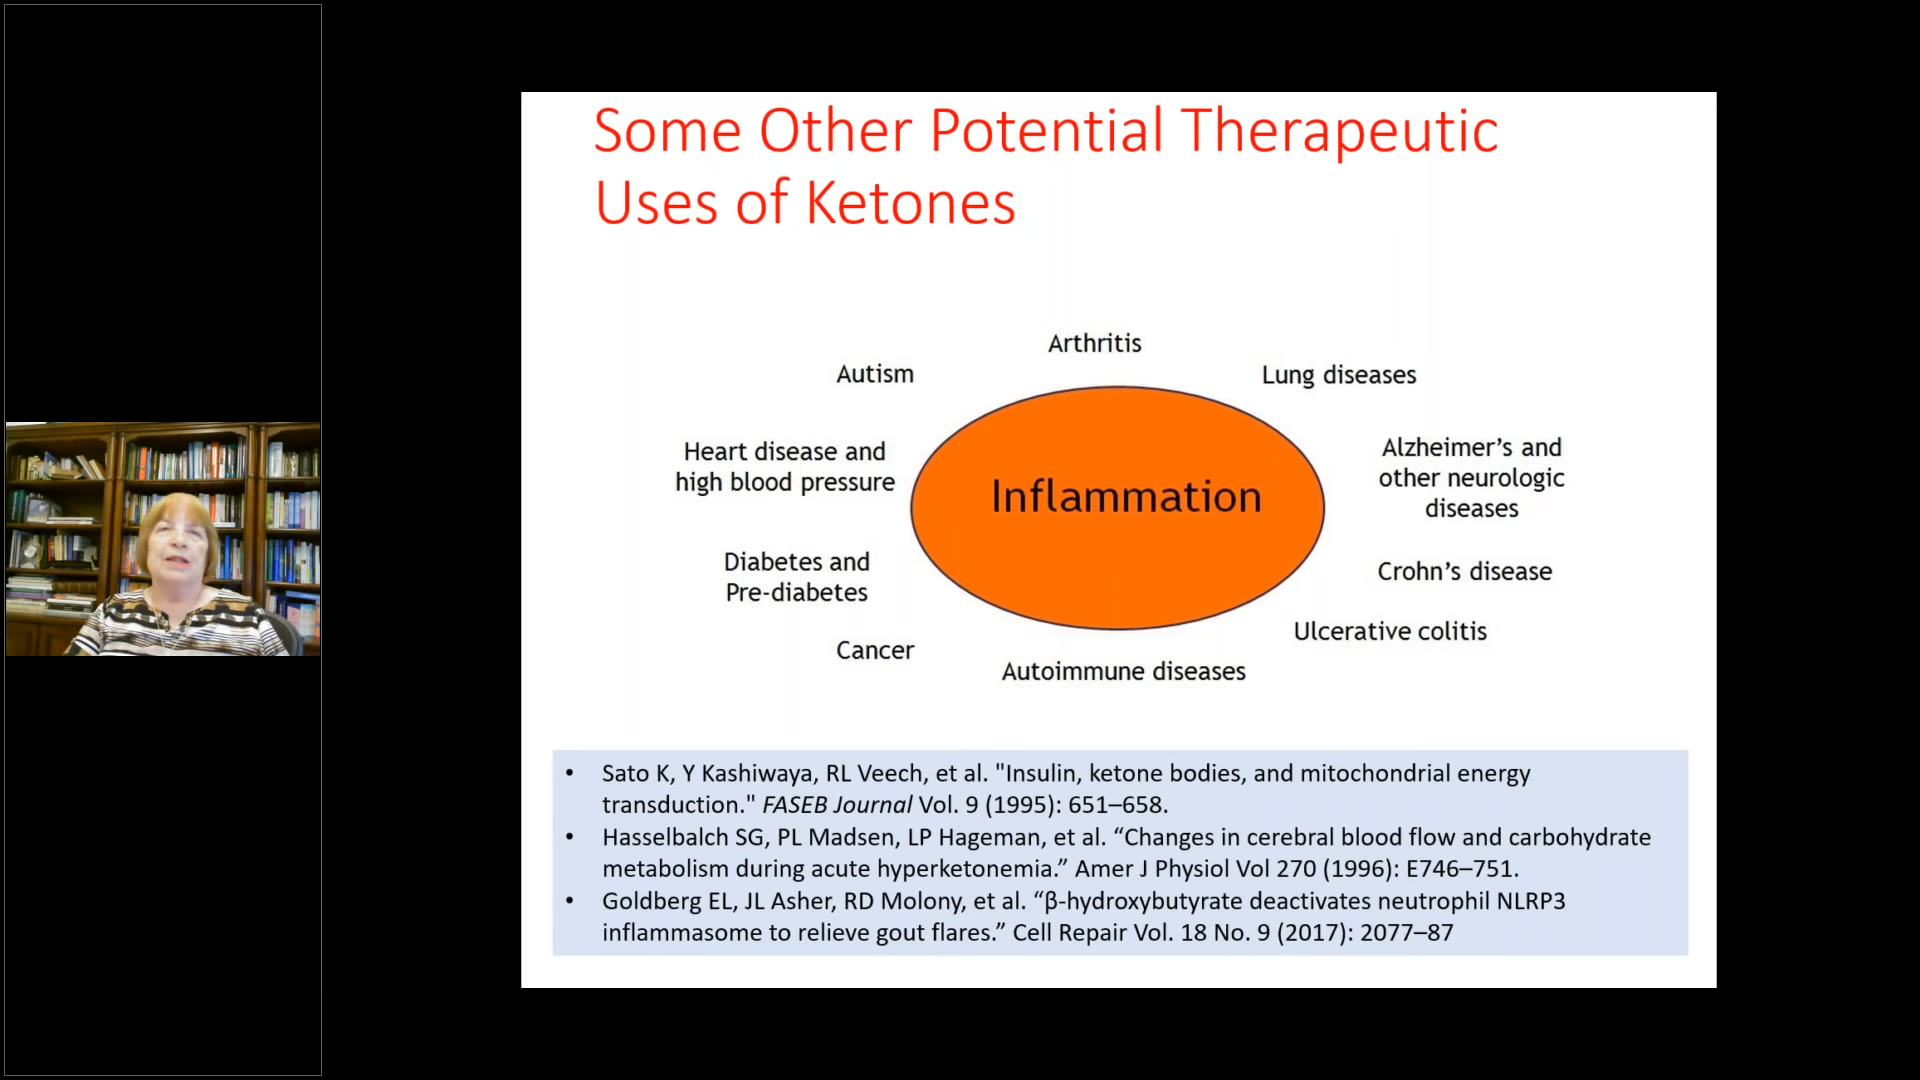 Some Other Potential Therapeutic
Uses of Ketones
Arthritis
Autism
Lung diseases
Heart disease and
high blood pressure
Alzheimer’s and
other neurologic
diseases
Inflammation
Diabetes and
Pre-diabetes
Crohn’s disease
Ulcerative colitis
Cancer
Autoimmune diseases
• Sato K, Y Kashiwaya, RL Veech, et al. "Insulin, ketone bodies, and mitochondrial energy
transduction." FASEB Journal Vol. 9 (1995): 651–658.
• Hasselbalch SG, PL Madsen, LP Hageman, et al. “Changes in cerebral blood flow and carbohydrate
metabolism during acute hyperketonemia.” Amer J Physiol Vol 270 (1996): E746–751.
• Goldberg EL, JL Asher, RD Molony, et al. “β-hydroxybutyrate deactivates neutrophil NLRP3
inflammasome to relieve gout flares.” Cell Repair Vol. 18 No. 9 (2017): 2077–87